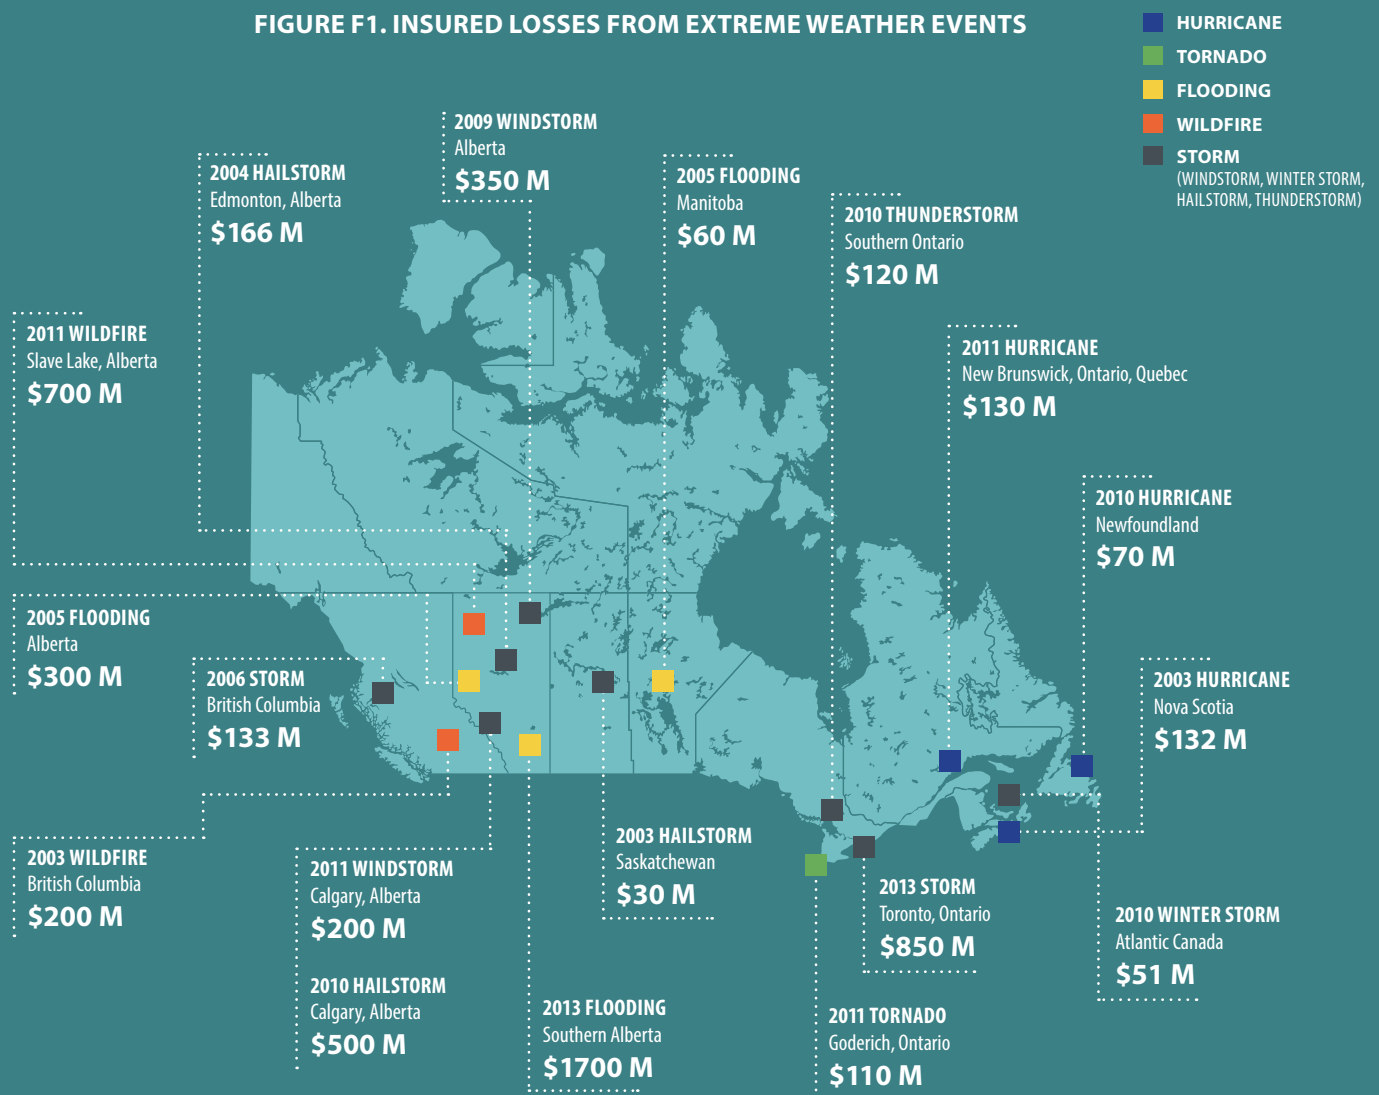 FIGURE F1. INSURED LOSSES FROM EXTREME WEATHER EVENTS
HURRICANE
TORNADO
FLOODING
WILDFIRE
STORM
(WINDSTORM, WINTER STORM,
HAILSTORM, THUNDERSTORM)
2009 WINDSTORM
Alberta
$350 M
2004 HAILSTORM
Edmonton, Alberta
$166 M
2005 FLOODING
Manitoba
$60 M
2010 THUNDERSTORM
Southern Ontario
$120 M
2011 WILDFIRE
Slave Lake, Alberta
$700 M
2011 HURRICANE
New Brunswick, Ontario, Quebec
$130 M
2010 HURRICANE
Newfoundland
$70 M
2005 FLOODING
Alberta
$300 M
2006 STORM
British Columbia
$133 M
2003 HURRICANE
Nova Scotia
$132 M
2003 WILDFIRE
British Columbia
$200 M
2011 WINDSTORM
Calgary, Alberta
$200 M
2010 HAILSTORM
Calgary, Alberta
$500 M
2003 HAILSTORM
Saskatchewan
$30 M
2013 FLOODING
Southern Alberta
$1700 M
2013 STORM
Toronto, Ontario
$850 M
2011 TORNADO
Goderich, Ontario
$110 M
2010 WINTER STORM
Atlantic Canada
$51 M